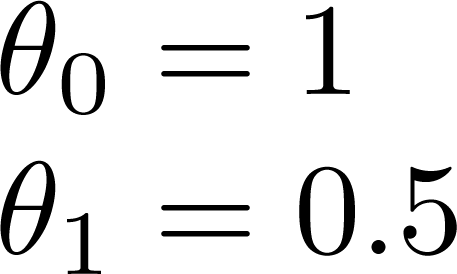 θ₀ = 1
θ₁ = 0.5